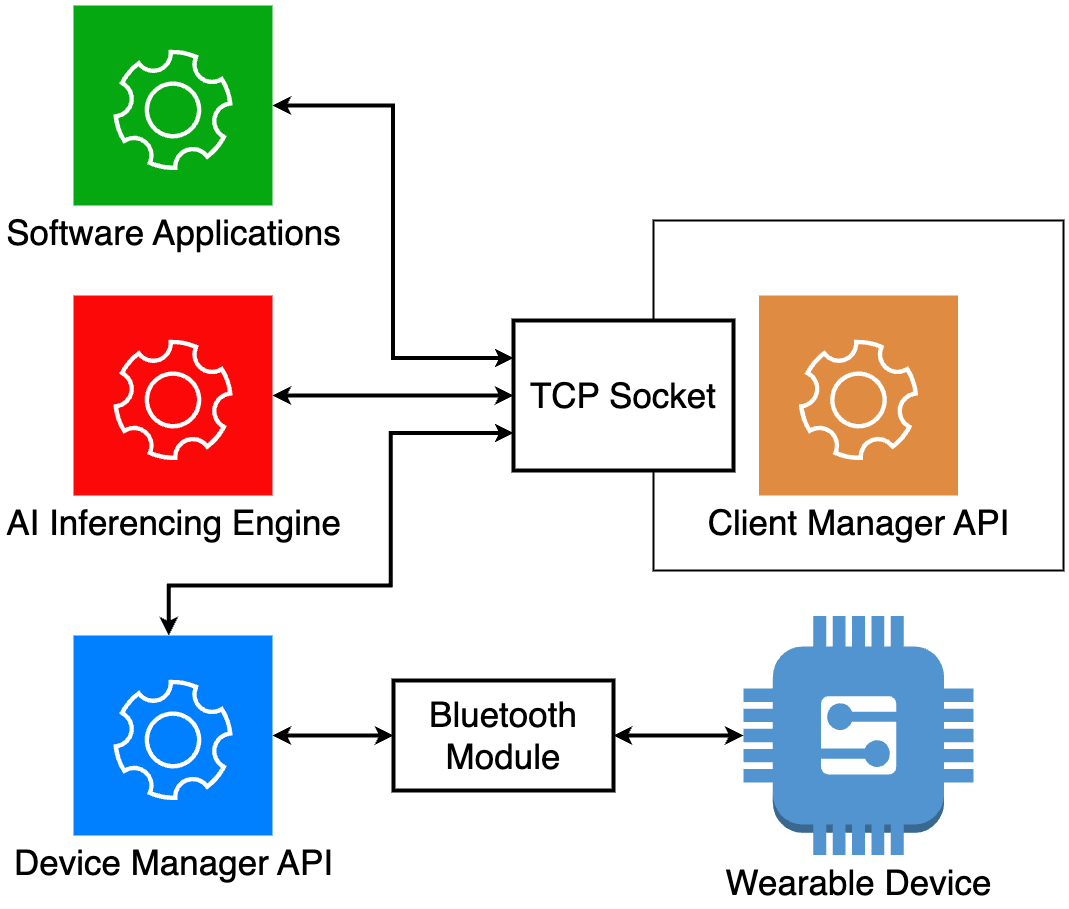 Software Applications
TCP Socket
AI Inferencing Engine
Client Manager API
Bluetooth
Module
Device Manager API
Wearable Device